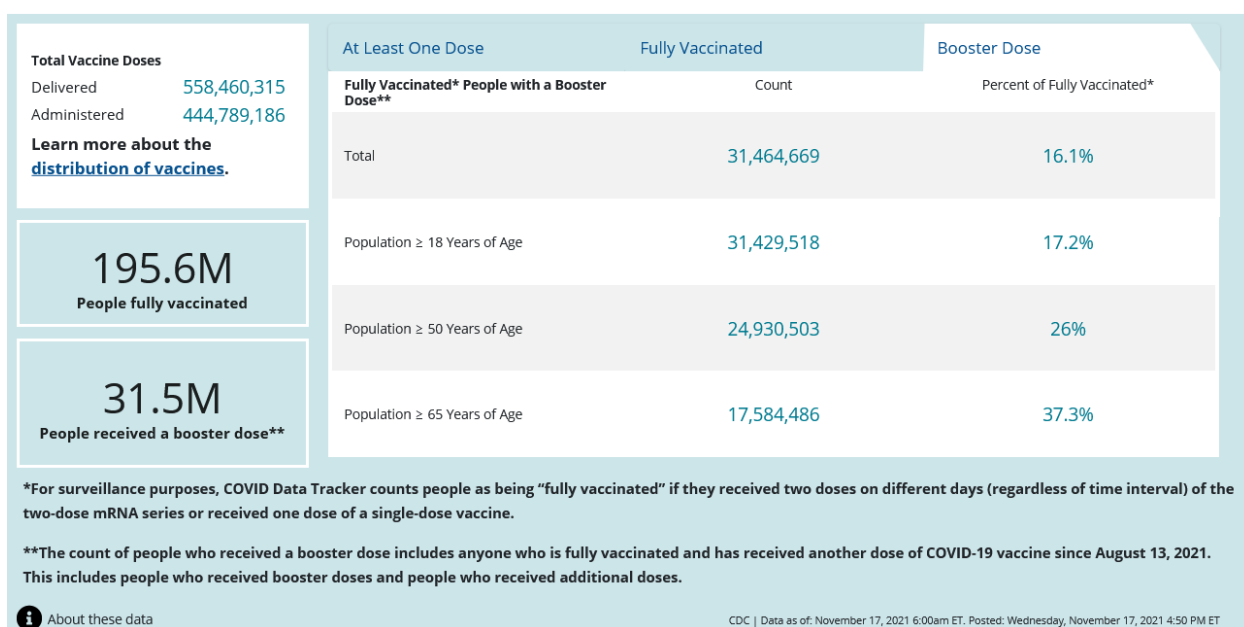 Total Vaccine Doses
Delivered 558,460,315
Administered 444,789,186
Learn more about the
distribution of vaccines.
195.6M
People fully vaccinated
31.5M
People received a booster dose**
At Least One Dose Fully Vaccinated Booster Dose
Fully Vaccinated* People with a Booster
Dose**
Count Percent of Fully Vaccinated*
Total 31,464,669 16.1%
Population ≥ 18 Years of Age 31,429,518 17.2%
Population ≥ 50 Years of Age 24,930,503 26%
Population ≥ 65 Years of Age 17,584,486 37.3%
*For surveillance purposes, COVID Data Tracker counts people as being “fully vaccinated” if they received two doses on different days (regardless of time interval) of the
two-dose mRNA series or received one dose of a single-dose vaccine.
**The count of people who received a booster dose includes anyone who is fully vaccinated and has received another dose of COVID-19 vaccine since August 13, 2021.
This includes people who received booster doses and people who received additional doses.
i About these data
CDC | Data as of: November 17, 2021 6:00am ET. Posted: Wednesday, November 17, 2021 4:50 PM ET